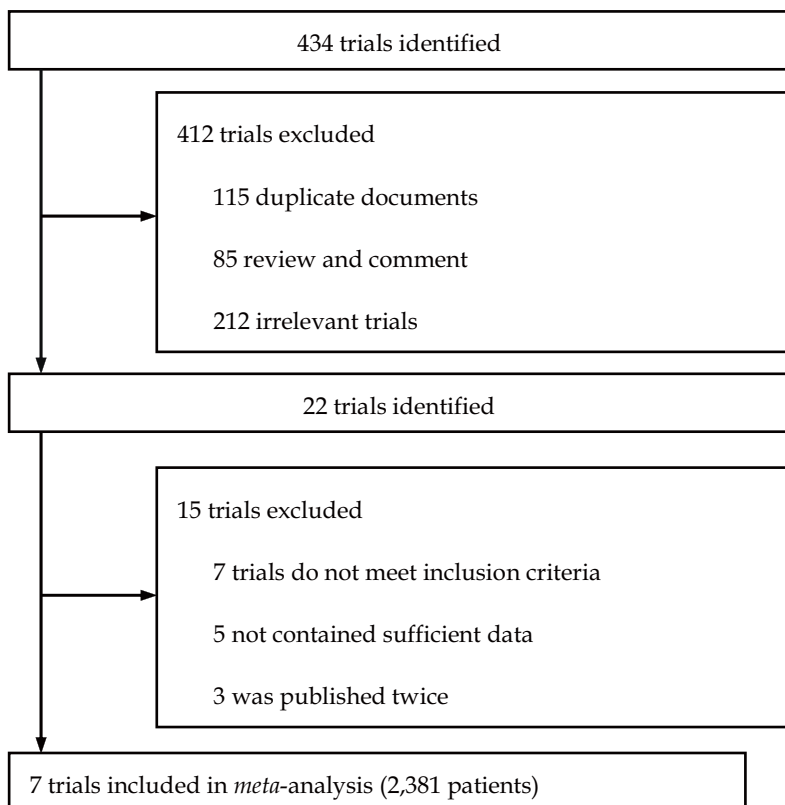 434 trials identified
412 trials excluded
115 duplicate documents
85 review and comment
212 irrelevant trials
22 trials identified
15 trials excluded
7 trials do not meet inclusion criteria
5 not contained sufficient data
3 was published twice
7 trials included in meta-analysis (2,381 patients)